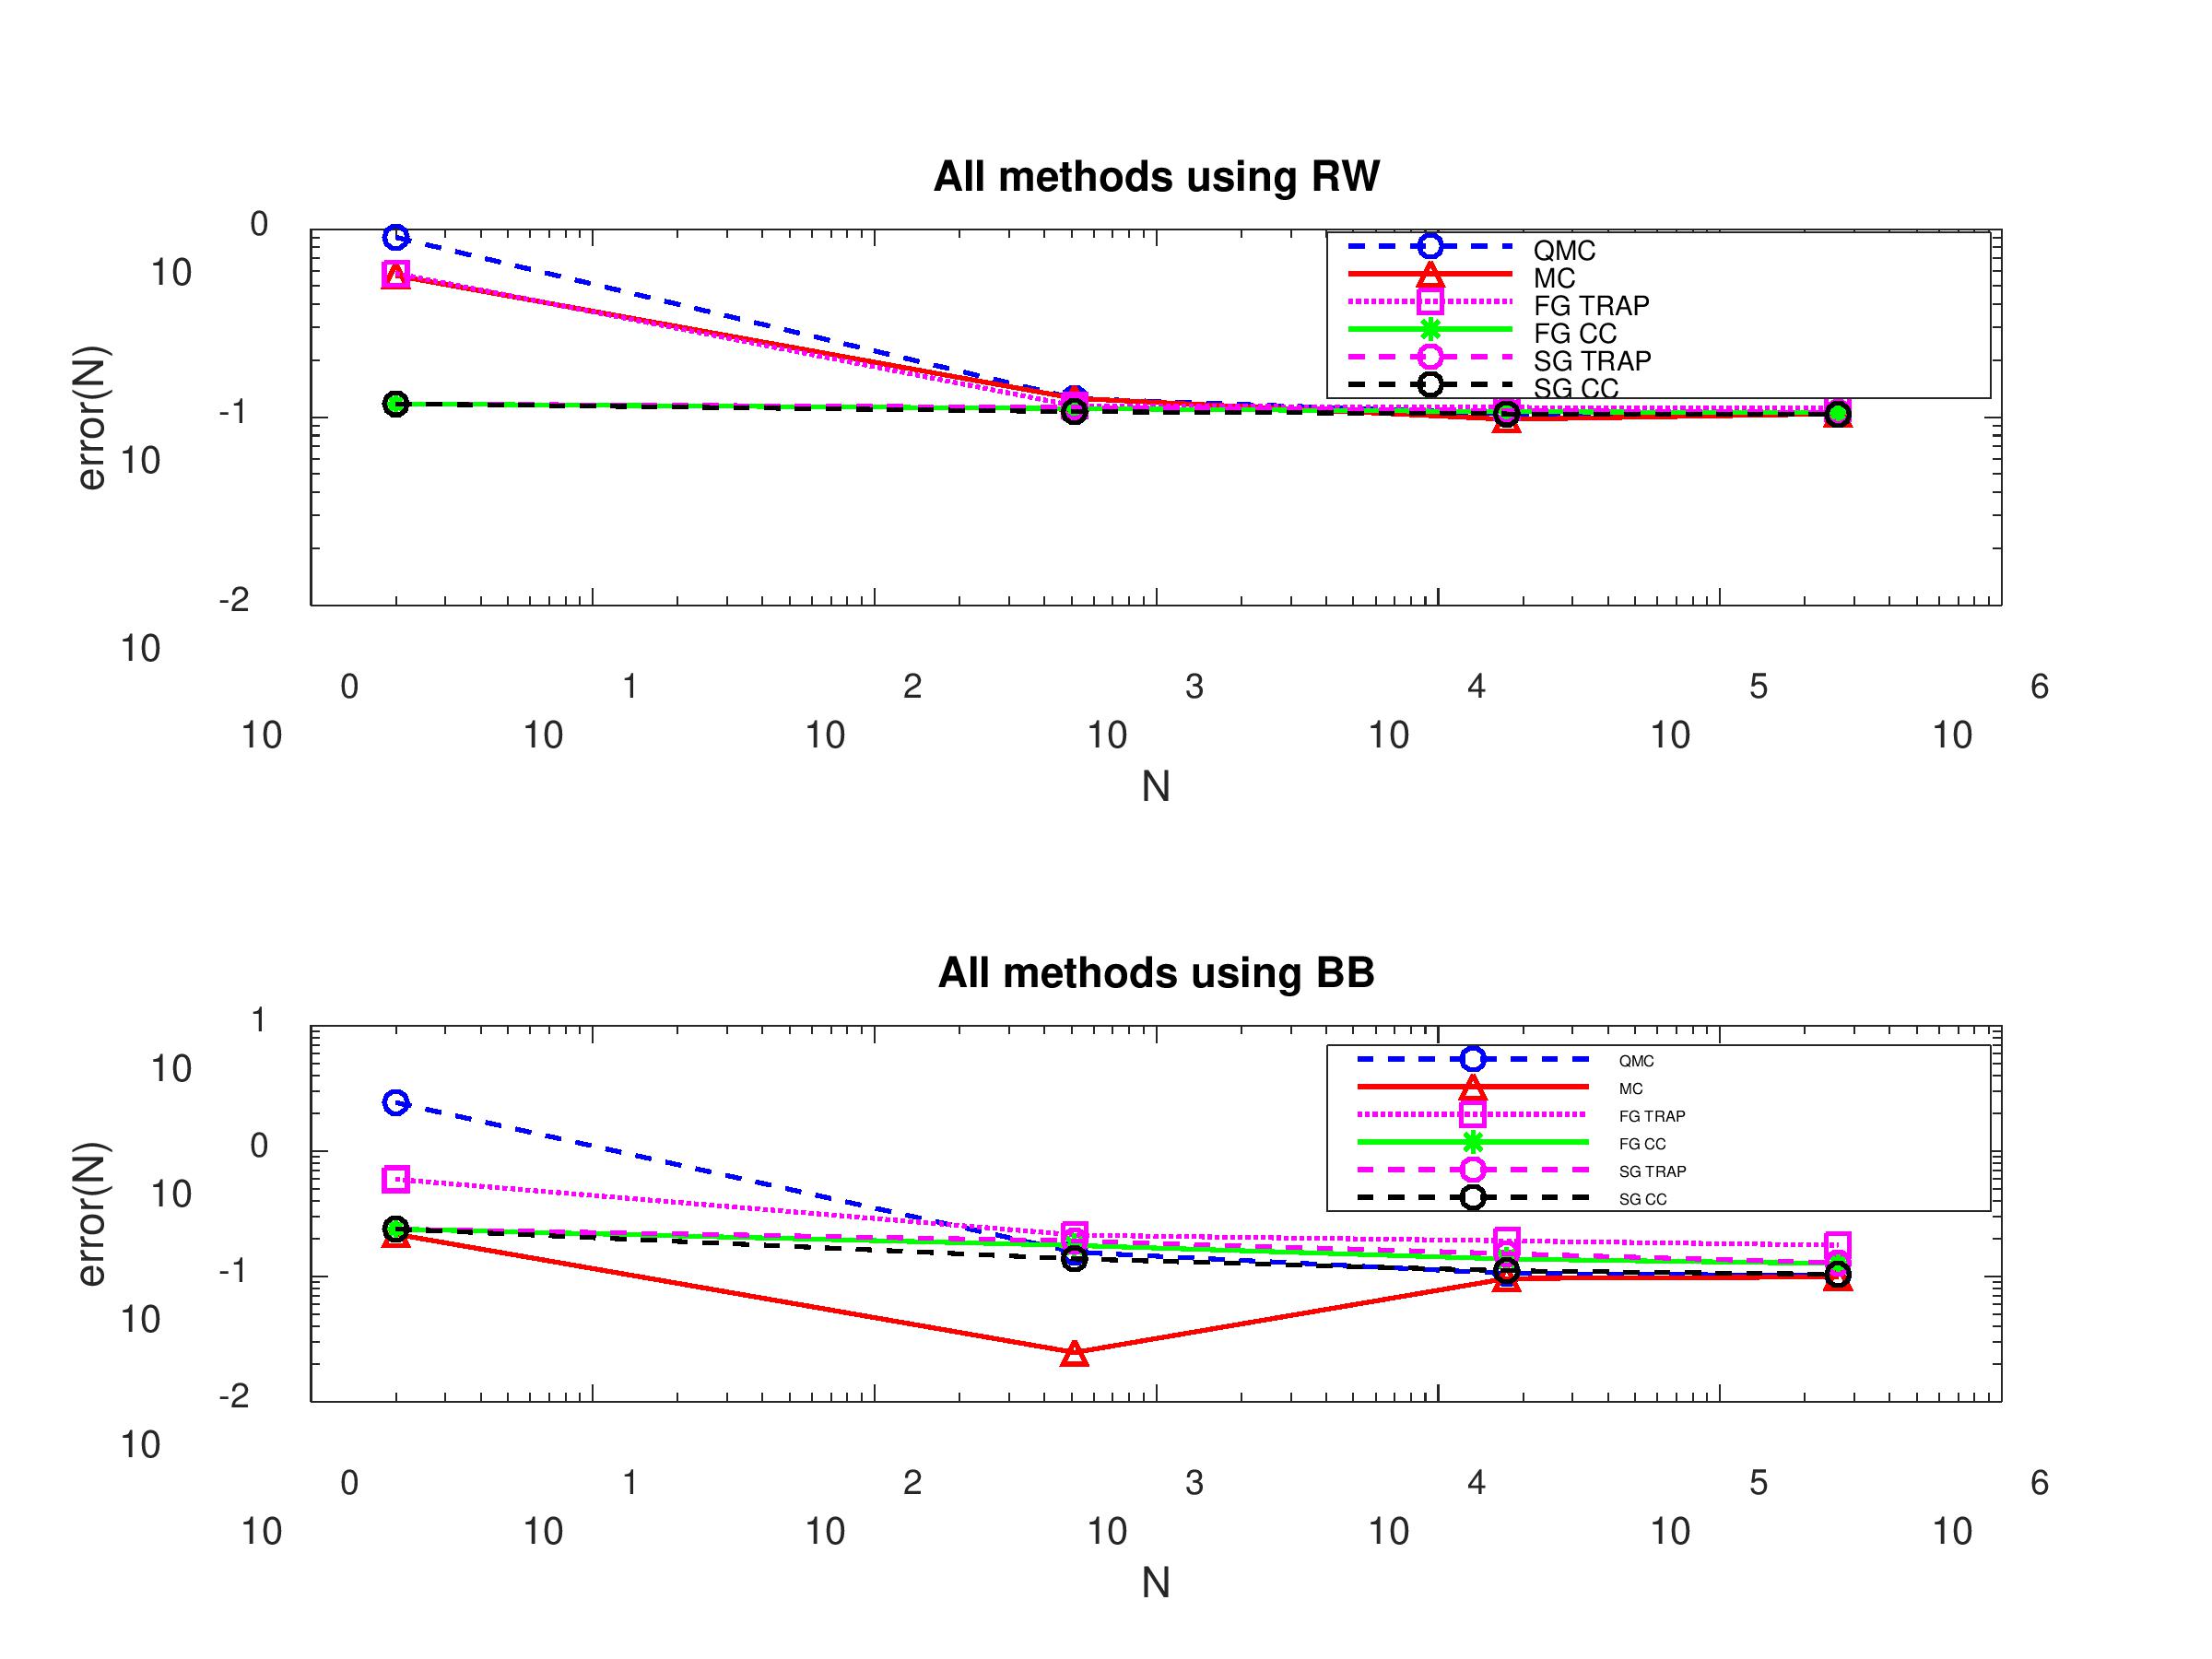 All methods using RW
0
10
-1
10
-2
10
error(N)
QMC
MC
FG TRAP
FG CC
SG TRAP
SG CC
0 1 2 3 4 5 6
10 10 10 10 10 10 10
N
All methods using BB
1
10
0
10
-1
10
-2
10
error(N)
QMC
MC
FG TRAP
FG CC
SG TRAP
SG CC
0 1 2 3 4 5 6
10 10 10 10 10 10 10
N